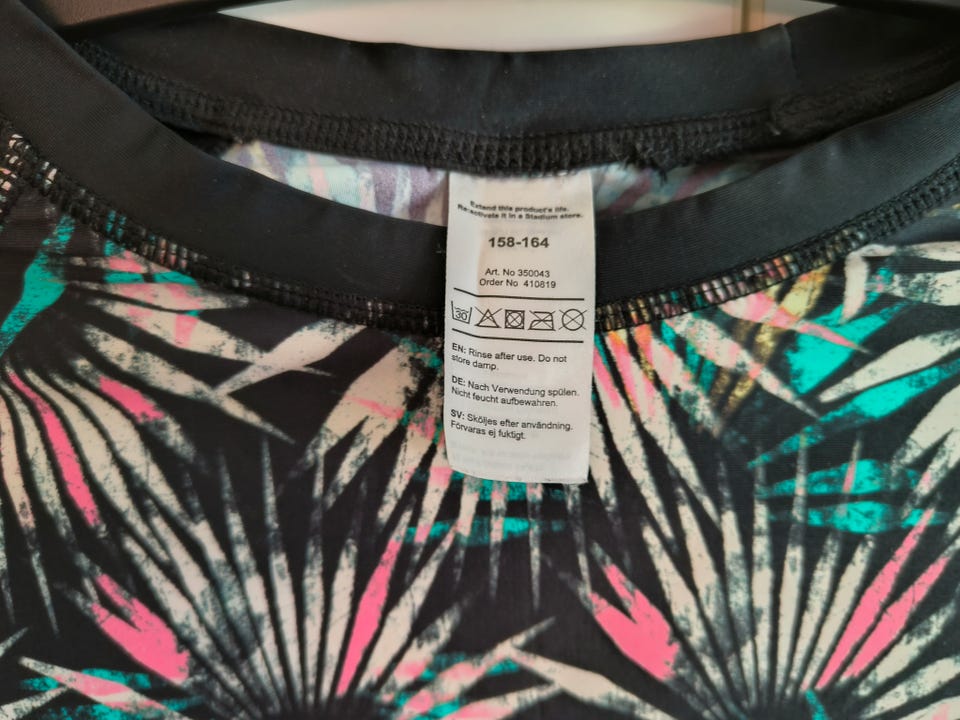 Extend this product's life.
Re:activate it in a Stadium store.
158-164
Art. No 350043
Order No 410819
30
EN: Rinse after use. Do not
store damp.
DE: Nach Verwendung spülen.
Nicht feucht aufbewahren.
SV: Sköljes efter användning.
Förvaras ej fuktigt.